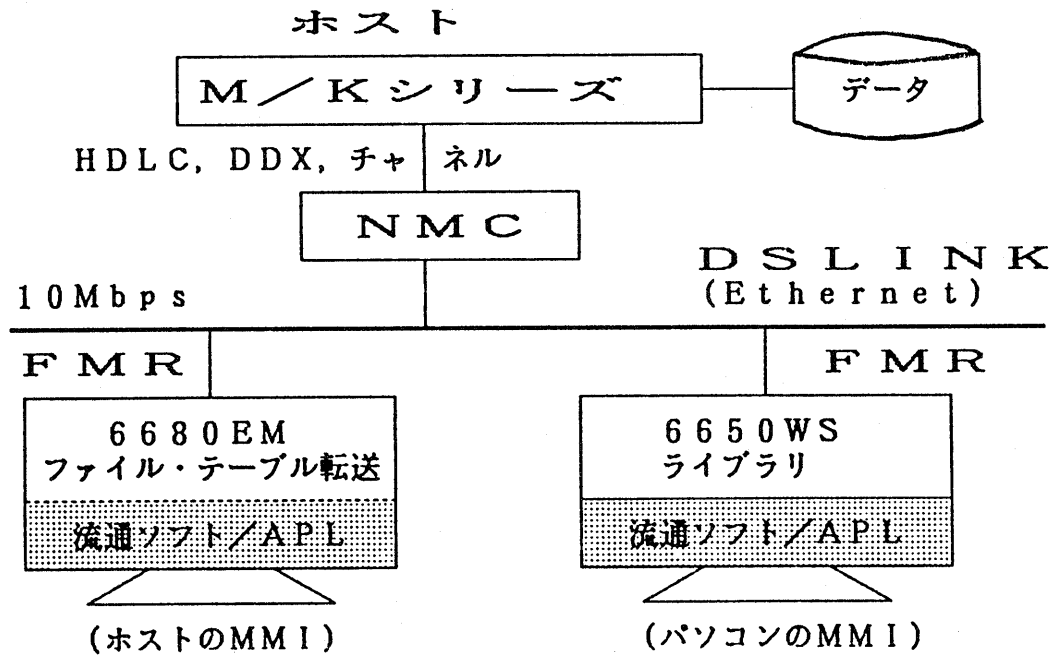 ホスト
M/Kシリーズ
データ
HDLC, DDX, チャネル
NMC
DSLINK
(Ethernet)
10Mbps
FMR
FMR
6680EM
ファイル・テーブル転送
流通ソフト/APL
6650WS
ライブラリ
流通ソフト/APL
(ホストのMMI)
(パソコンのMMI)